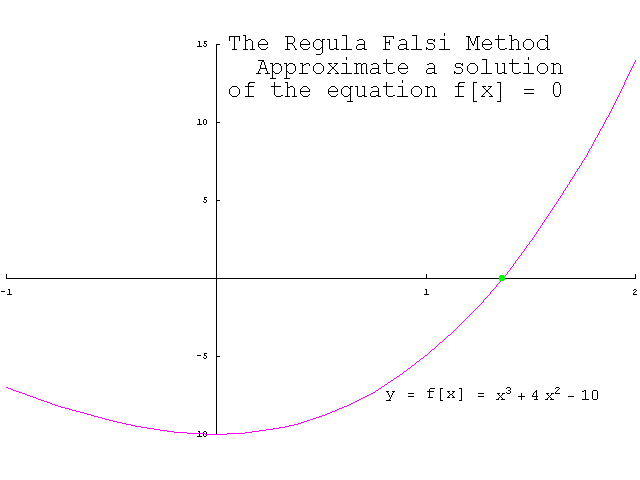 The Regula Falsi Method
Approximate a solution
of the equation f[x] = 0
15
10
5
-1
1
2
-5
y = f[x] = x³ + 4 x² - 10
10